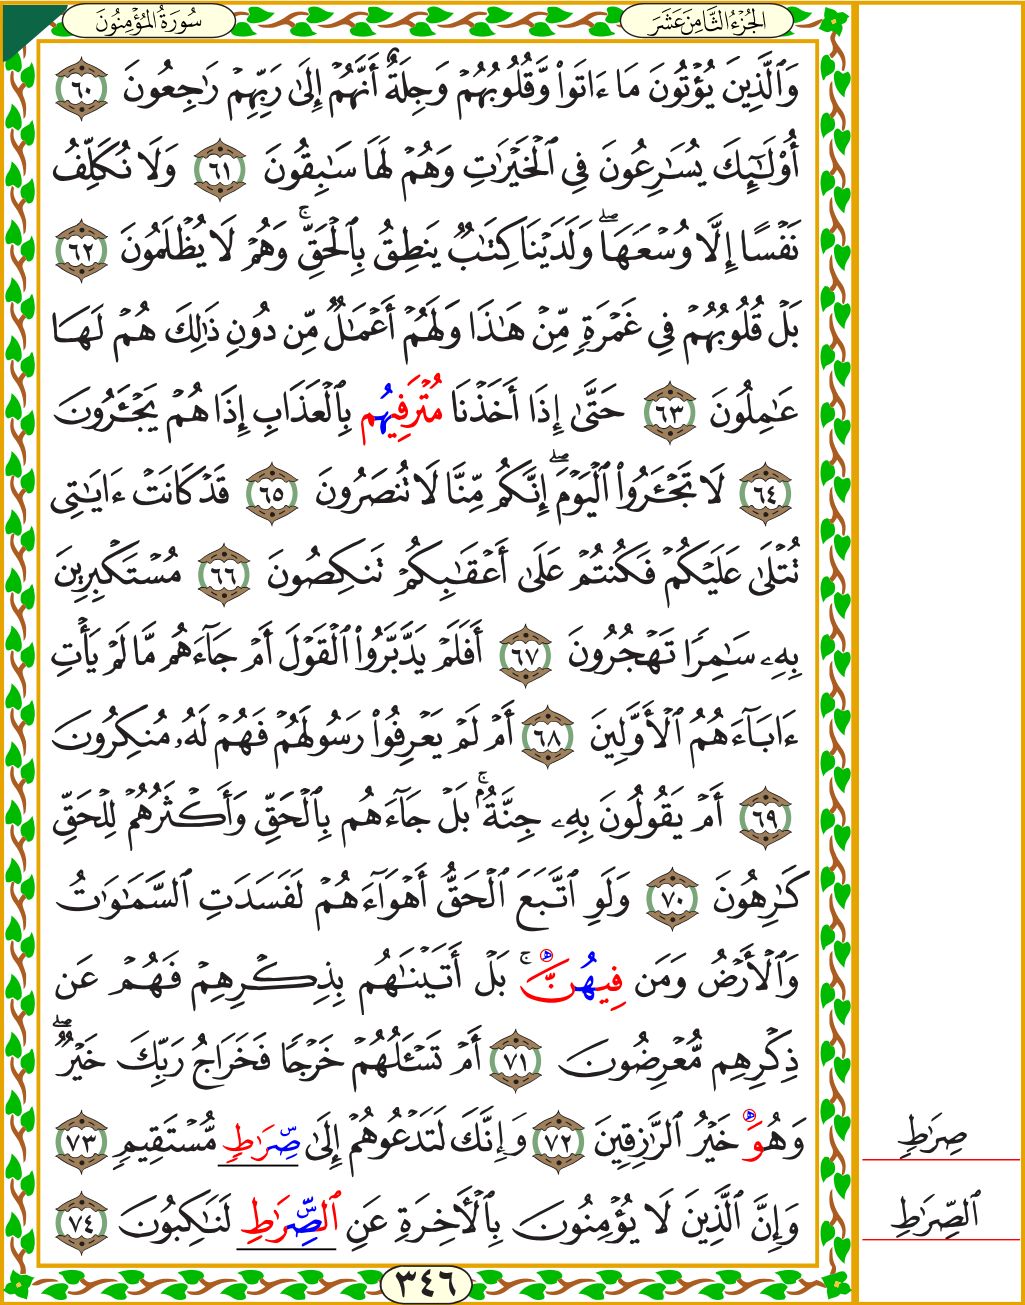 الجُزْءُ الثَّامِنَ عَشَرَ
سُورَةُ المُؤْمِنُونَ
وَٱلَّذِينَ يُؤْتُونَ مَآ ءَاتَوا۟ وَّقُلُوبُهُمْ وَجِلَةٌ أَنَّهُمْ إِلَىٰ رَبِّهِمْ رَٰجِعُونَ ٦٠
أُو۟لَـٰٓئِكَ يُسَـٰرِعُونَ فِى ٱلْخَيْرَٰتِ وَهُمْ لَهَا سَـٰبِقُونَ ٦١ وَلَا نُكَلِّفُ
نَفْسًا إِلَّا وُسْعَهَا ۖ وَلَدَيْنَا كِتَـٰبٌ يَنطِقُ بِٱلْحَقِّ ۚ وَهُمْ لَا يُظْلَمُونَ ٦٢
بَلْ قُلُوبُهُمْ فِى غَمْرَةٍ مِّنْ هَـٰذَا وَلَهُمْ أَعْمَـٰلٌ مِّن دُونِ ذَٰلِكَ هُمْ لَهَا
عَـٰمِلُونَ ٦٣ حَتَّىٰٓ إِذَآ أَخَذْنَا مُتْرَفِيهُم بِٱلْعَذَابِ إِذَا هُمْ يَجْـَٔرُونَ
٦٤ لَا تَجْـَٔرُوا۟ ٱلْيَوْمَ ۖ إِنَّكُم مِّنَّا لَا تُنصَرُونَ ٦٥ قَدْ كَانَتْ ءَايَـٰتِى
تُتْلَىٰ عَلَيْكُمْ فَكُنتُمْ عَلَىٰٓ أَعْقَـٰبِكُمْ تَنكِصُونَ ٦٦ مُسْتَكْبِرِينَ
بِهِۦ سَـٰمِرًا تَهْجُرُونَ ٦٧ أَفَلَمْ يَدَّبَّرُوا۟ ٱلْقَوْلَ أَمْ جَآءَهُم مَّا لَمْ يَأْتِ
ءَابَآءَهُمُ ٱلْأَوَّلِينَ ٦٨ أَمْ لَمْ يَعْرِفُوا۟ رَسُولَهُمْ فَهُمْ لَهُۥ مُنكِرُونَ
٦٩ أَمْ يَقُولُونَ بِهِۦ جِنَّةٌۢ ۚ بَلْ جَآءَهُم بِٱلْحَقِّ وَأَكْثَرُهُمْ لِلْحَقِّ
كَـٰرِهُونَ ٧٠ وَلَوِ ٱتَّبَعَ ٱلْحَقُّ أَهْوَآءَهُمْ لَفَسَدَتِ ٱلسَّمَـٰوَٰتُ
وَٱلْأَرْضُ وَمَن فِيهُنَّ ۚ بَلْ أَتَيْنَـٰهُم بِذِكْرِهِمْ فَهُمْ عَن
ذِكْرِهِم مُّعْرِضُونَ ٧١ أَمْ تَسْـَٔلُهُمْ خَرْجًا فَخَرَاجُ رَبِّكَ خَيْرٌ ۖ
وَهُوَ خَيْرُ ٱلرَّٰزِقِينَ ٧٢ وَإِنَّكَ لَتَدْعُوهُمْ إِلَىٰ صِرَٰطٍ مُّسْتَقِيمٍ ٧٣
وَإِنَّ ٱلَّذِينَ لَا يُؤْمِنُونَ بِٱلْـَٔاخِرَةِ عَنِ ٱلصِّرَٰطِ لَنَـٰكِبُونَ ٧٤
صِرَٰطٍ
ٱلصِّرَٰطِ
٣٤٦